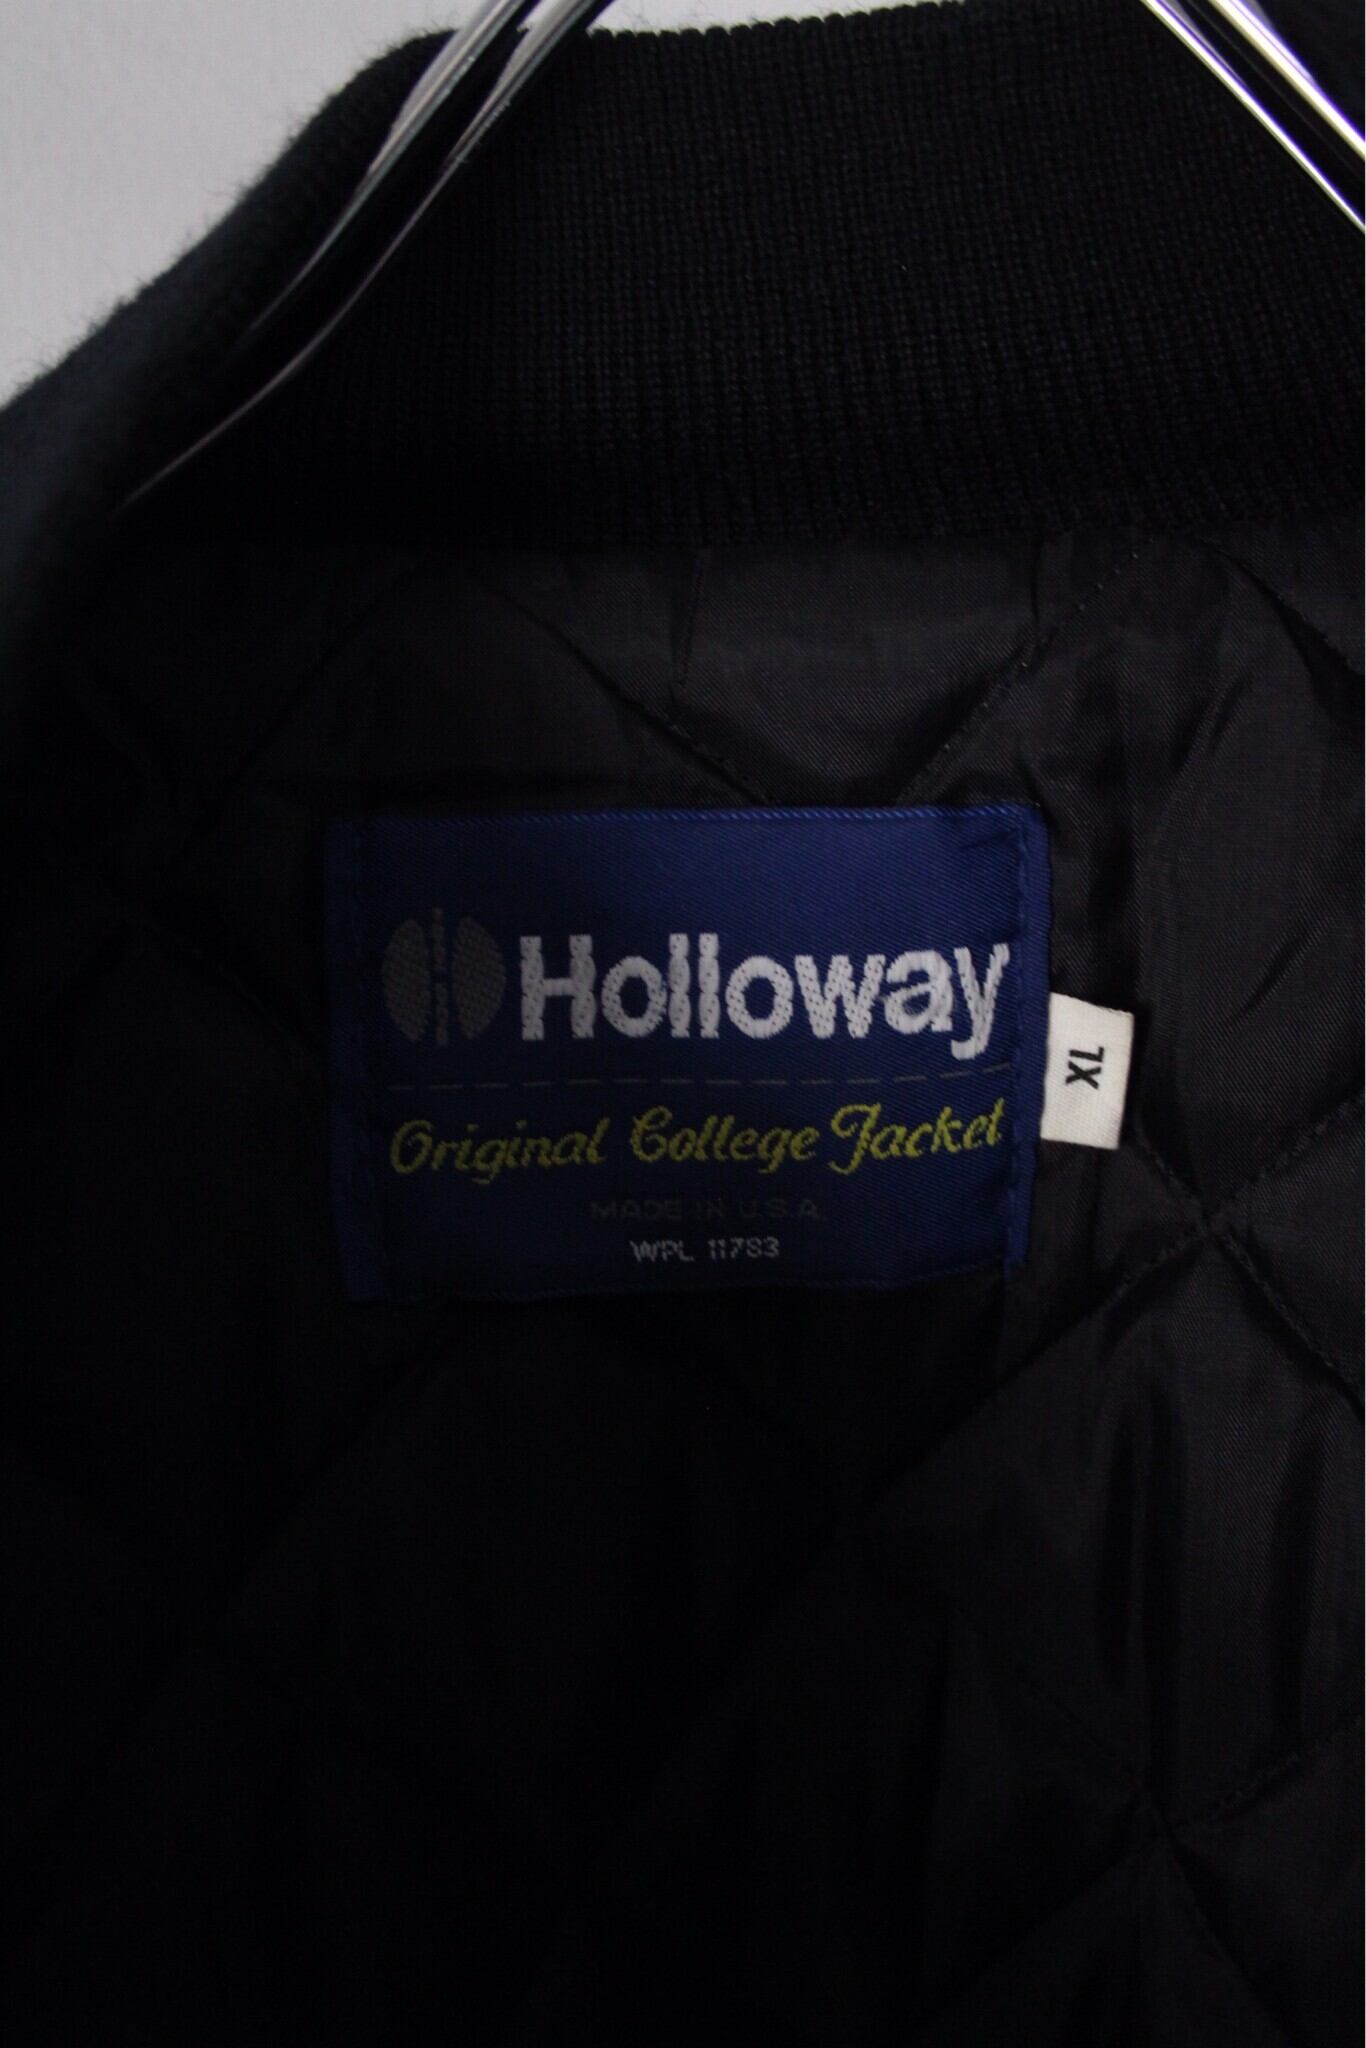 Holloway
Original College Jacket
MADE IN U.S.A.
WPL 11783
XL